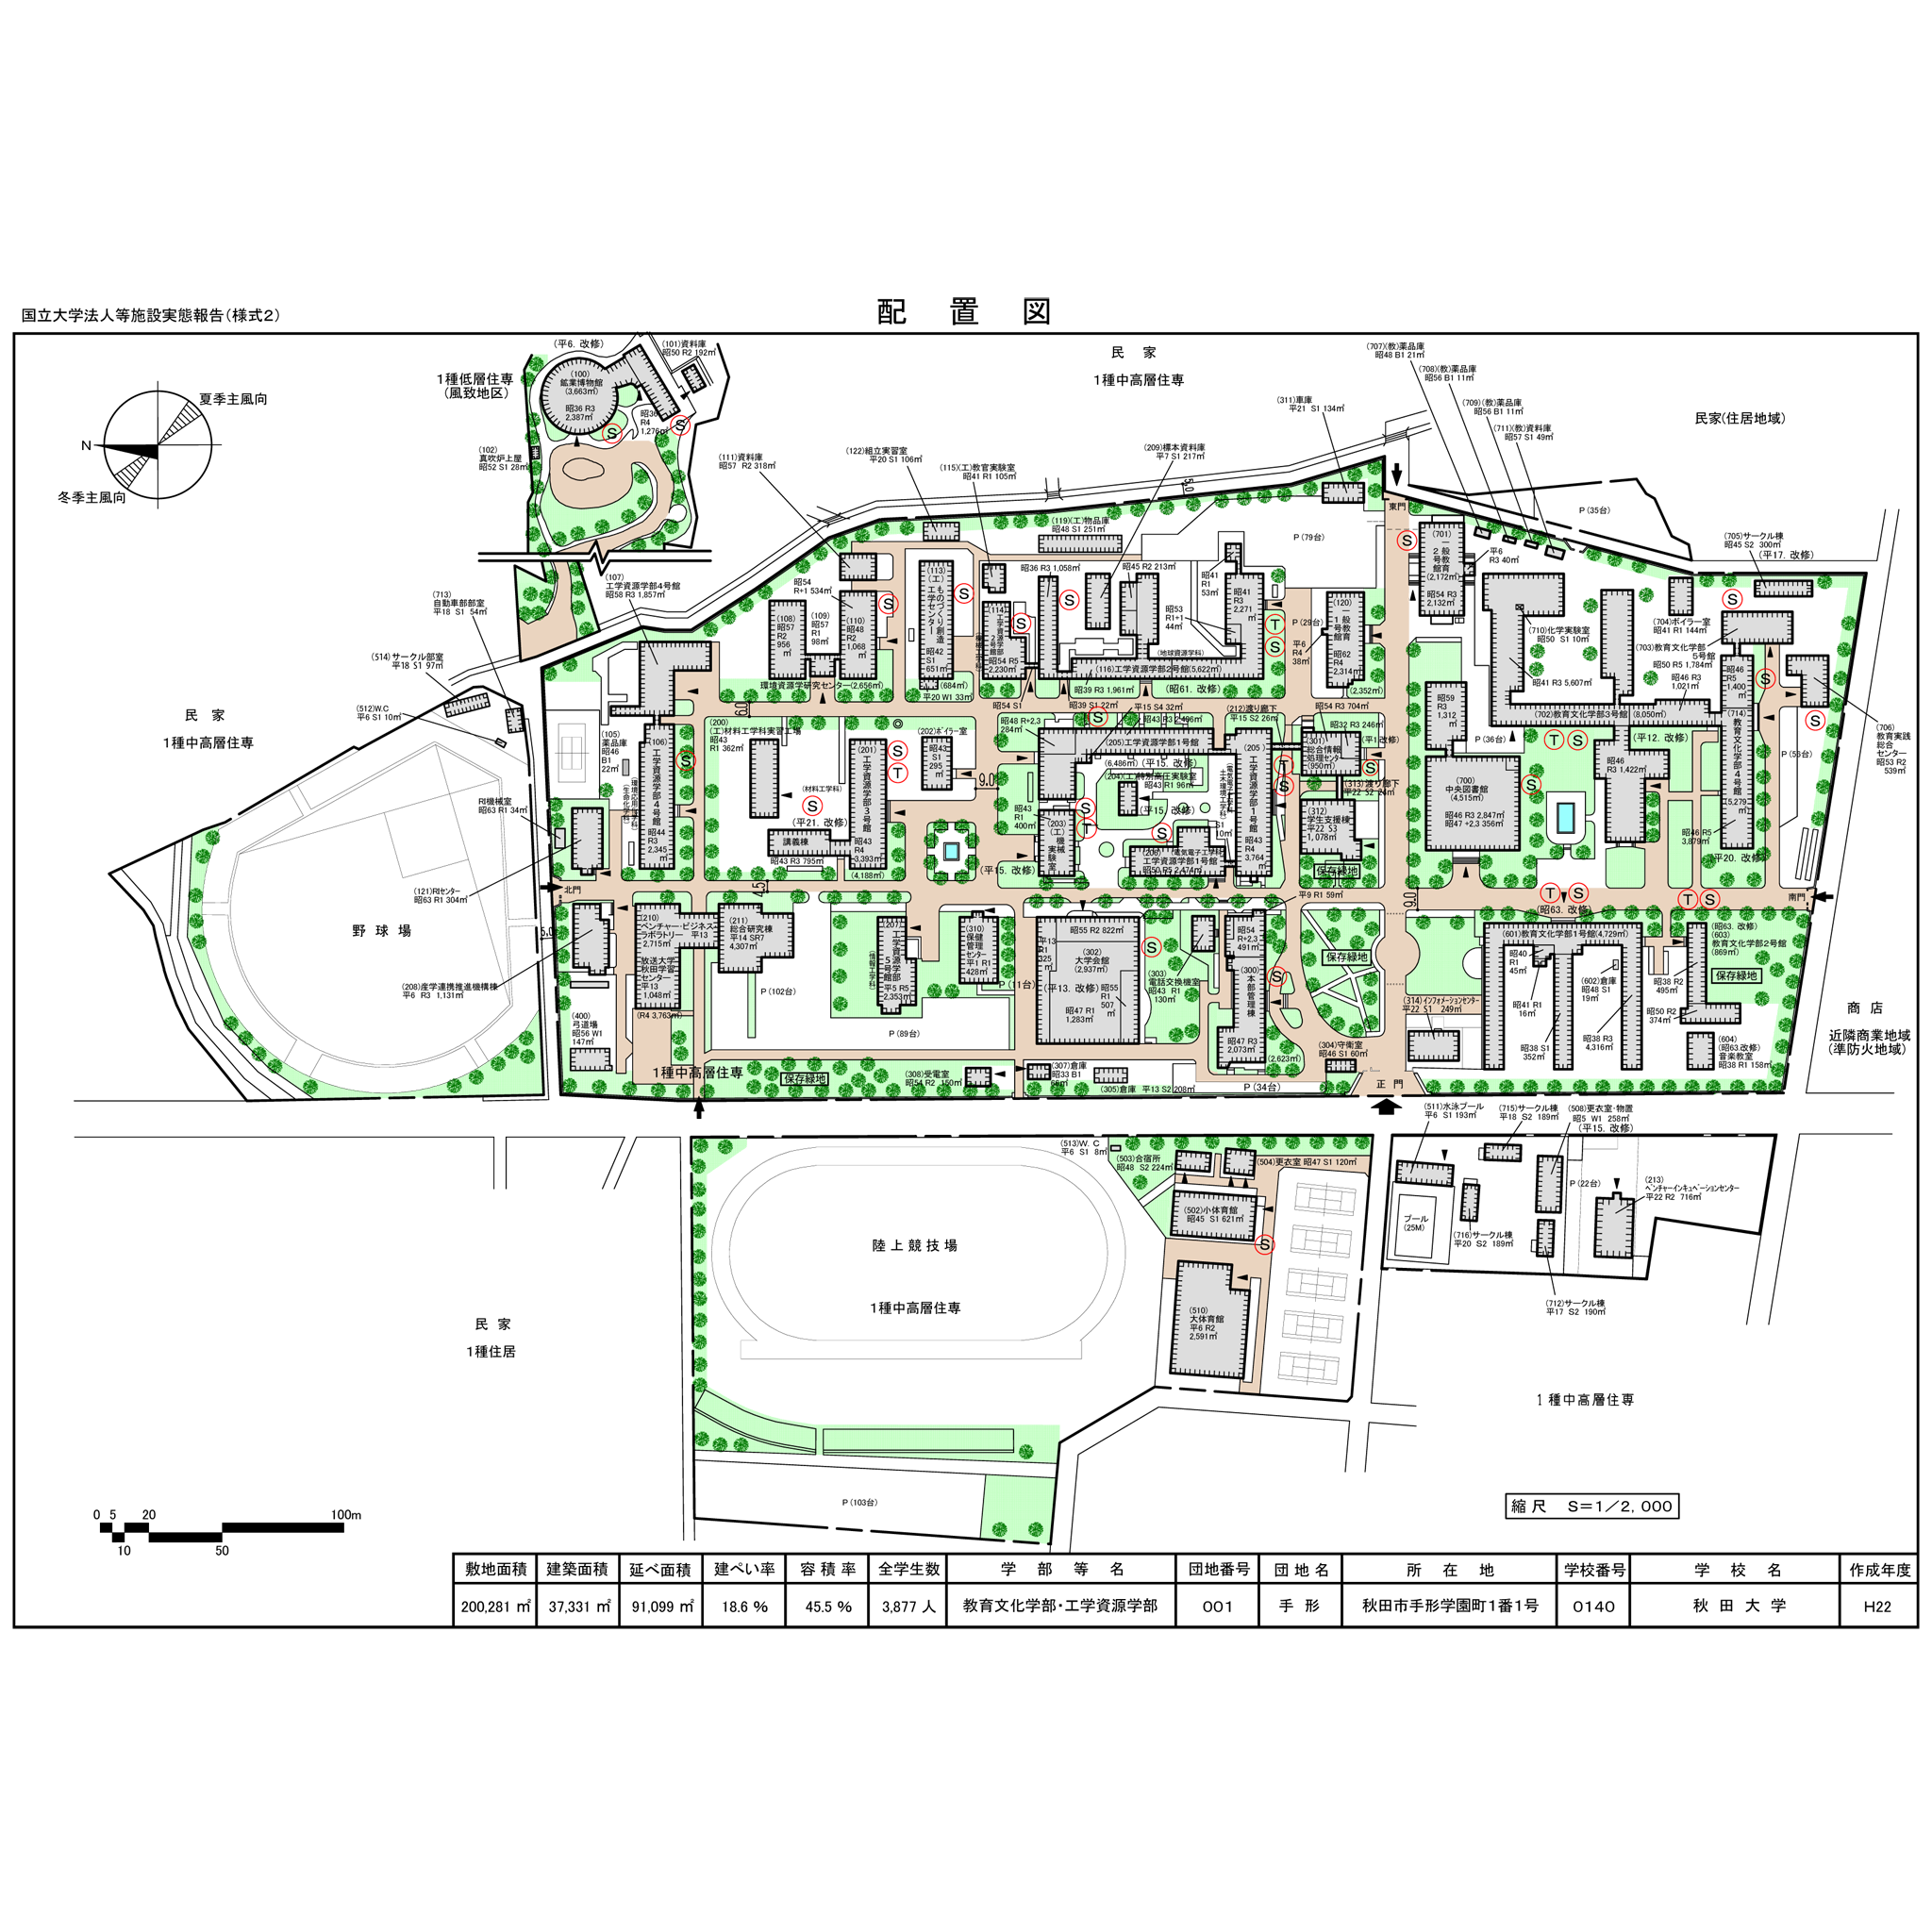 国立大学法人等施設実態報告(様式2)
配 置 図
夏季主風向
N
冬季主風向
1種低層住専
(風致地区)
(平6. 改修)
(101)資料庫
昭50 R2 192㎡
(100)
鉱業博物館
(3,663㎡)
昭36 R3
2,387㎡
昭36
R4
1,276㎡
(102)
真吹炉上屋
昭52 S1 28㎡
民 家
1種中高層住専
民家(住居地域)
(707)(教)薬品庫
昭48 B1 21㎡
(708)(教)薬品庫
昭56 B1 11㎡
(709)(教)薬品庫
昭56 B1 11㎡
(711)(教)資料庫
昭57 S1 49㎡
(311)車庫
平21 S1 134㎡
(209)標本資料庫
平7 S1 217㎡
(122)組立実習室
平20 S1 106㎡
(111)資料庫
昭57 R2 318㎡
(115)(工)教官実験室
昭41 R1 105㎡
(119)(工)物品庫
昭48 S1 251㎡
5.0
東門
P (79台)
P (35台)
(705)サークル棟
昭45 S2 300㎡
(平17. 改修)
(107)
工学資源学部4号館
昭58 R3 1,857㎡
(713)
自動車部部室
平18 S1 54㎡
(514)サークル部室
平18 S1 97㎡
(512)W.C
平6 S1 10㎡
民 家
1種中高層住専
昭54
R+1 534㎡
(108)
昭57
R2
956
㎡
(109)
昭57
R1
98㎡
(110)
昭48
R2
1,068
㎡
環境資源学研究センター(2,656㎡)
(113)
(工)ものづくり創造工学センター
昭42
S1
651㎡
(684㎡)
平20 W1 33㎡
(114)
工学資源学部2号館
昭54 R5
2,230㎡
昭54 S1
昭36 R3 1,058㎡
昭45 R2 213㎡
昭41
R1
53㎡
昭41
R3
2,271
㎡
昭53
R1+1
44㎡
(地球資源学科)
(116)工学資源学部2号館(5,622㎡)
昭39 R3 1,961㎡
(昭61. 改修)
昭39 S1 22㎡
P (29台)
平6
R4
38㎡
(120)
一般教育1号館
昭62
R4
2,314㎡
(2,352㎡)
(701)
一般教育2号館
(2,172㎡)
昭54 R3
2,132㎡
平6
R3 40㎡
(710)化学実験室
昭50 S1 10㎡
(704)ボイラー室
昭41 R1 144㎡
(703)教育文化学部
5号館
昭50 R5 1,784㎡
昭46 R3
1,021㎡
昭41 R3 5,607㎡
(702)教育文化学部3号館 (8,050㎡)
昭46
R5
1,400
㎡
(714)
教育文化学部4号館
(5,279㎡)
昭46 R5
3,879㎡
(平20. 改修)
(平12. 改修)
昭46
R3 1,422㎡
P (36台)
P (56台)
(706)
教育実践
総合
センター
昭53 R2
539㎡
昭59
R3
1,312
㎡
(700)
中央図書館
(4,515㎡)
昭46 R3 2,847㎡
昭47 +2,3 356㎡
(105)
薬品庫
昭46
B1
22㎡
(106)
工学資源学部4号館
昭44
R3
2,345
㎡
(200)
(工)材料工学科実習工場
昭43
R1 362㎡
(材料工学科)
(平21. 改修)
講義棟
昭43 R3 795㎡
(201)
工学資源学部3号館
昭43
R4
3,393㎡
(4,188㎡)
(202)ボイラー室
昭43
S1
295
㎡
9.0
(平15. 改修)
昭48 R+2,3
284㎡
平15 S4 32㎡
昭43 R3 2,496㎡
(205)工学資源学部1号館
(6,486㎡) (平15. 改修)
(204)(工)特別高圧実験室
昭43 R1 96㎡
(平15. 改修)
昭43
R1
400㎡
(203)
(工)機械実験室
(206)
(電気電子工学科)
工学資源学部1号館
昭50 R5 2,474㎡
(212)渡り廊下
平15 S2 26㎡
(205)
工学資源学部1号館
昭43
R4
3,764
㎡
S1
10㎡
昭54 R3 704㎡
昭32 R3 246㎡
(301)
総合情報
処理センター
(950㎡)
(平1.改修)
(313)渡り廊下
平22 S2 24㎡
(312)
学生支援棟
平22 S3
1,078㎡
保存緑地
RI機械室
昭63 R1 34㎡
(121)RIセンター
昭63 R1 304㎡
北門
4.5
野 球 場
(208)産学連携推進機構棟
平6 R3 1,131㎡
(210)
ベンチャー・ビジネス
ラボラトリー 平13
2,715㎡
放送大学
秋田学習
センター
平13
1,048㎡
(R4 3,763㎡)
(211)
総合研究棟
平14 SR7
4,307㎡
P (102台)
(400)
弓道場
昭56 W1
147㎡
(207)
工学資源学部5号館
(情報工学科)
平5 R5
2,353㎡
P (89台)
(310)
保健
管理
センター
平1 R1
428㎡
P (11台)
昭55 R2 822㎡
平13
R1
325
㎡
(302)
大学会館
(2,937㎡)
(平13. 改修)
昭55
R1
507
㎡
昭47 R1
1,283㎡
(303)
電話交換機室
昭43 R1
130㎡
平9 R1 59㎡
昭54
R+2,3
491㎡
(300)
本部管理棟
昭47 R3
2,073㎡
(2,623㎡)
9.0
保存緑地
(304)守衛室
昭46 S1 60㎡
P (34台)
正 門
(314)インフォメーションセンター
平22 S1 249㎡
(601)教育文化学部1号館(4,729㎡)
(昭63. 改修)
昭40
R1
45㎡
昭41 R1
16㎡
(602)倉庫
昭48 S1
19㎡
昭38 S1
352㎡
昭38 R3
4,316㎡
(昭63. 改修)
(603)
教育文化学部2号館
(869㎡)
昭38 R2
495㎡
昭50 R2
374㎡
保存緑地
(604)
(昭63.改修)
音楽教室
昭38 R1 158㎡
南門
商 店
近隣商業地域
(準防火地域)
1種中高層住専
保存緑地
(308)受電室
昭54 R2 150㎡
(307)倉庫
昭33 B1
66㎡
(305)倉庫 平13 S2 208㎡
(513)W. C
平6 S1 8㎡
(503)合宿所
昭48 S2 224㎡
(504)更衣室 昭47 S1 120㎡
(502)小体育館
昭45 S1 621㎡
(510)
大体育館
平6 R2
2,591㎡
陸 上 競 技 場
1種中高層住専
P (103台)
民 家
1種住居
(511)水泳プール
平6 S1 193㎡
(715)サークル棟
平18 S2 189㎡
(508)更衣室・物置
昭5 W1 258㎡
(平15. 改修)
プール
(25M)
(716)サークル棟
平20 S2 189㎡
P (22台)
(213)
ベンチャーインキュベーションセンター
平22 R2 716㎡
(712)サークル棟
平17 S2 190㎡
1種中高層住専
0 5 20 100m
10 50
縮 尺 S=1/2,000
敷地面積 建築面積 延べ面積 建ぺい率 容積率 全学生数 学 部 等 名 団地番号 団地名 所 在 地 学校番号 学 校 名 作成年度
200,281 ㎡ 37,331 ㎡ 91,099 ㎡ 18.6 % 45.5 % 3,877 人 教育文化学部・工学資源学部 001 手 形 秋田市手形学園町1番1号 0140 秋 田 大 学 H22